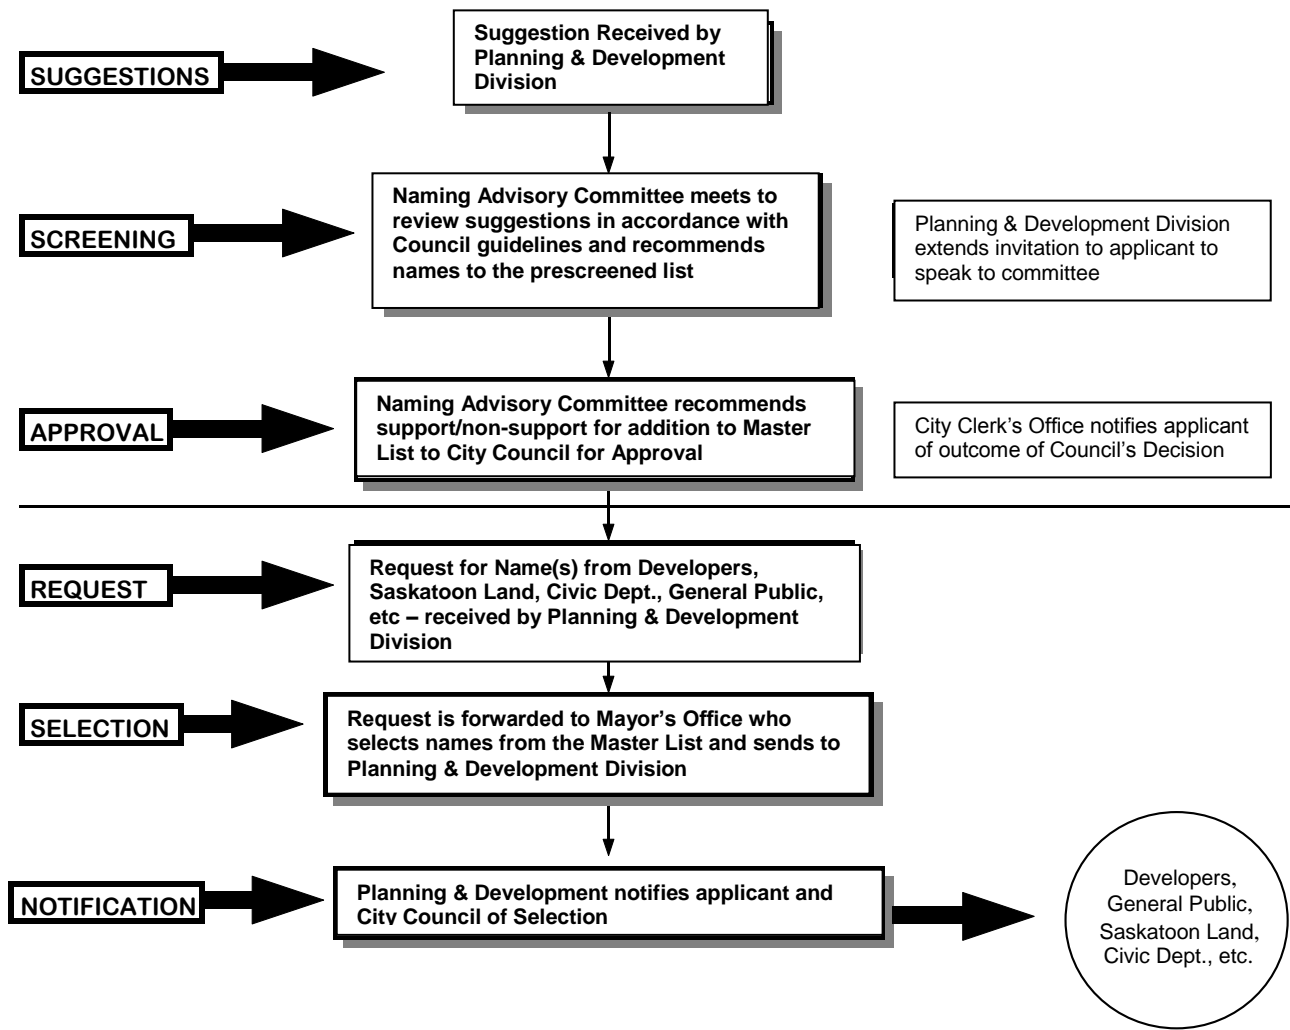 SUGGESTIONS
Suggestion Received by
Planning & Development
Division
SCREENING
Naming Advisory Committee meets to
review suggestions in accordance with
Council guidelines and recommends
names to the prescreened list
Planning & Development Division
extends invitation to applicant to
speak to committee
APPROVAL
Naming Advisory Committee recommends
support/non-support for addition to Master
List to City Council for Approval
City Clerk's Office notifies applicant
of outcome of Council's Decision
REQUEST
Request for Name(s) from Developers,
Saskatoon Land, Civic Dept., General Public,
etc – received by Planning & Development
Division
SELECTION
Request is forwarded to Mayor's Office who
selects names from the Master List and sends to
Planning & Development Division
NOTIFICATION
Planning & Development notifies applicant and
City Council of Selection
Developers,
General Public,
Saskatoon Land,
Civic Dept., etc.